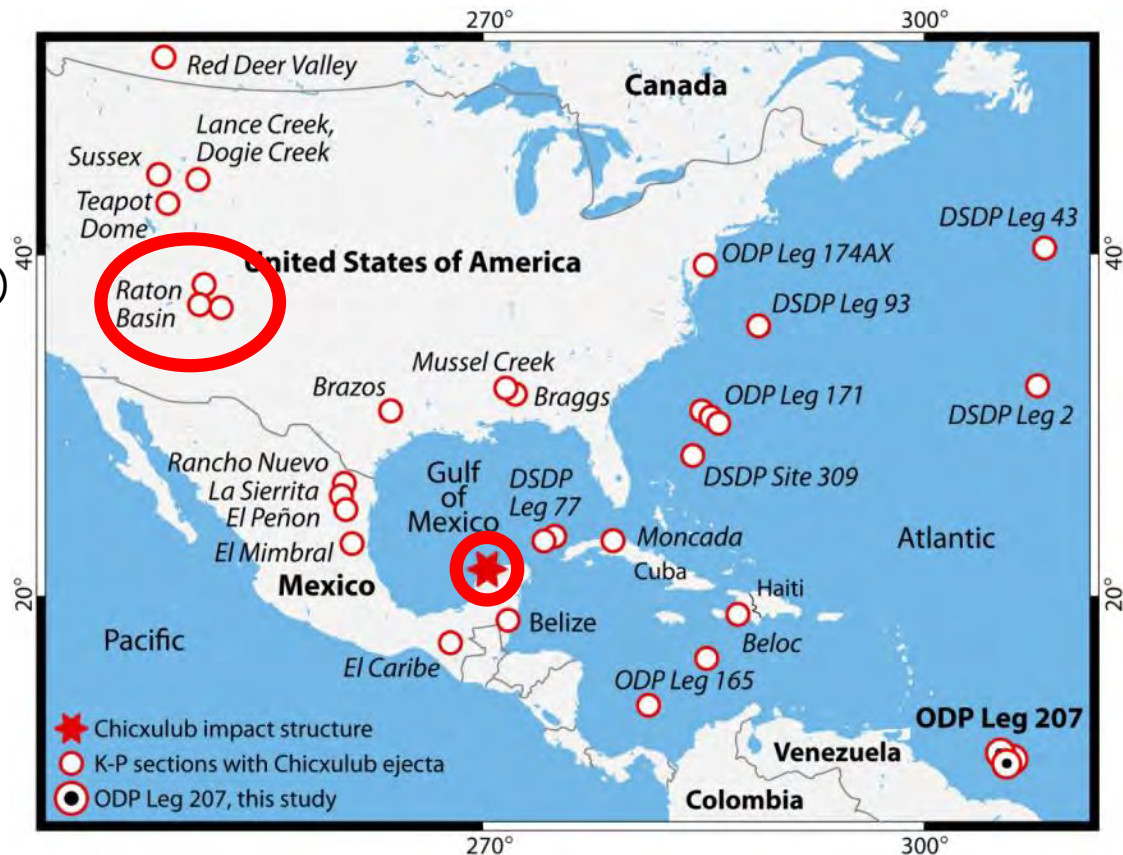 270°
300°
Red Deer Valley
Canada
Lance Creek,
Dogie Creek
Sussex
Teapot
Dome
DSDP Leg 43
40°
40°
)
United States of America
ODP Leg 174AX
Raton
Basin
DSDP Leg 93
Mussel Creek
Brazos
Braggs
ODP Leg 171
DSDP Leg 2
Rancho Nuevo
La Sierrita
El Peñon
El Mimbral
Gulf
of
Mexico
DSDP
Leg 77
DSDP Site 309
Moncada
Atlantic
Cuba
Mexico
Haiti
20°
20°
Belize
Beloc
Pacific
El Caribe
ODP Leg 165
ODP Leg 207
Chicxulub impact structure
Venezuela
K-P sections with Chicxulub ejecta
ODP Leg 207, this study
Colombia
270°
300°